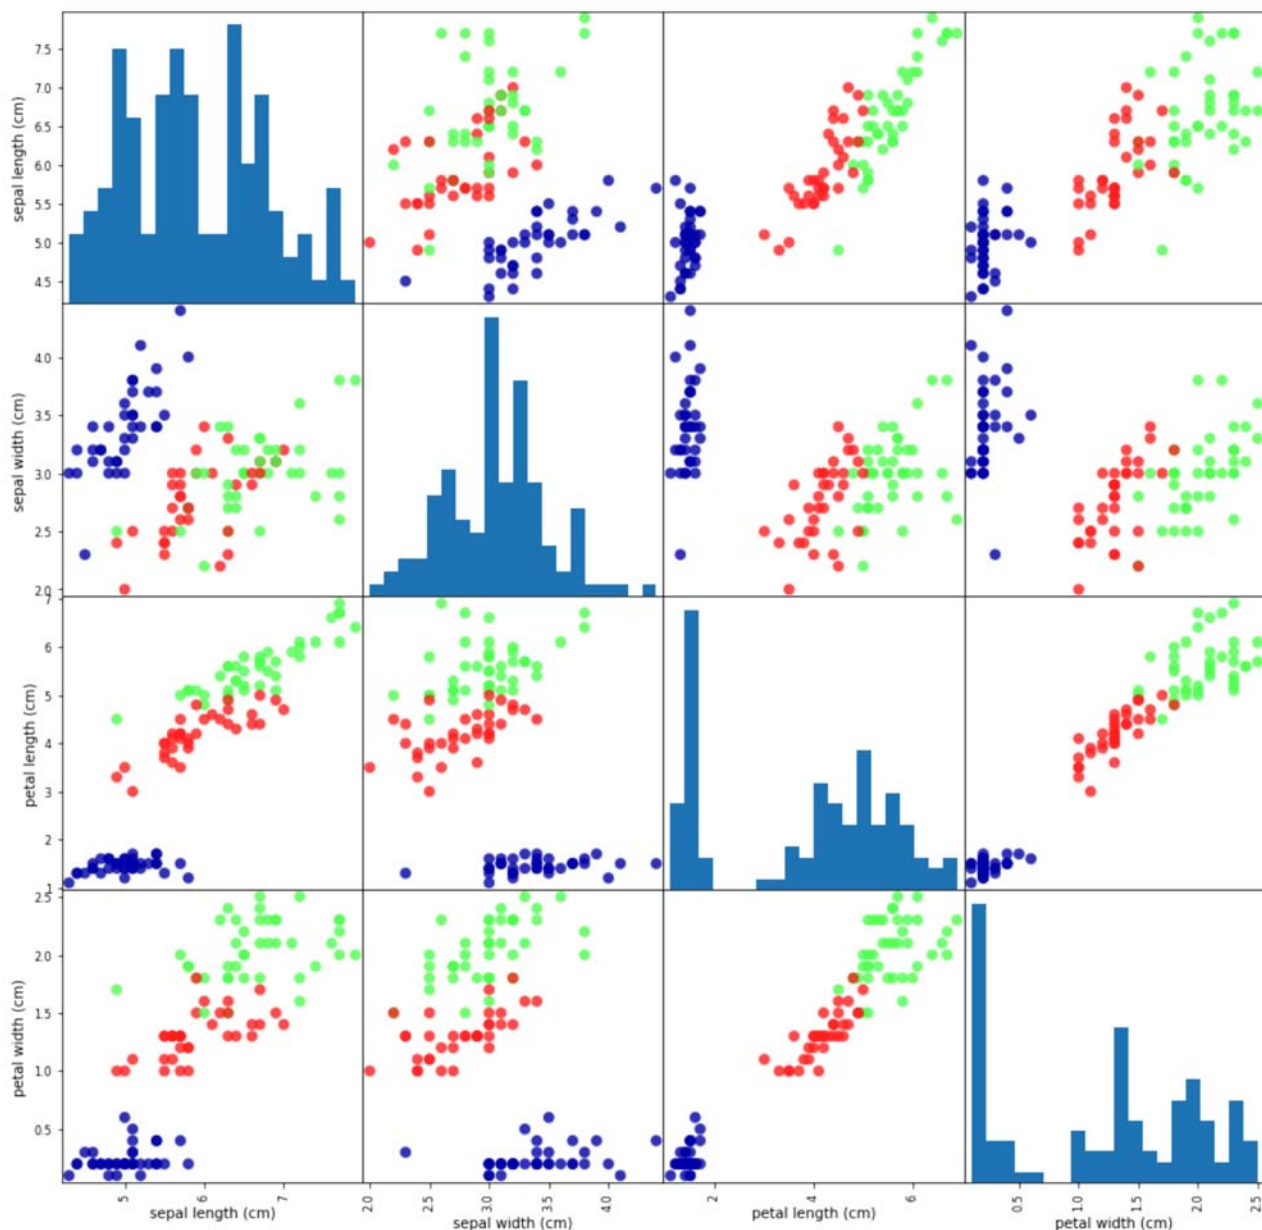 sepal length (cm)
7.5
7.0
6.5
6.0
5.5
5.0
4.5
sepal width (cm)
4.0
3.5
3.0
2.5
2.0
petal length (cm)
7
6
5
4
3
2
1
petal width (cm)
2.5
2.0
1.5
1.0
0.5
5 6 7
2.0 2.5 3.0 3.5 4.0
2 4 6
0.5 1.0 1.5 2.0 2.5
sepal length (cm)
sepal width (cm)
petal length (cm)
petal width (cm)